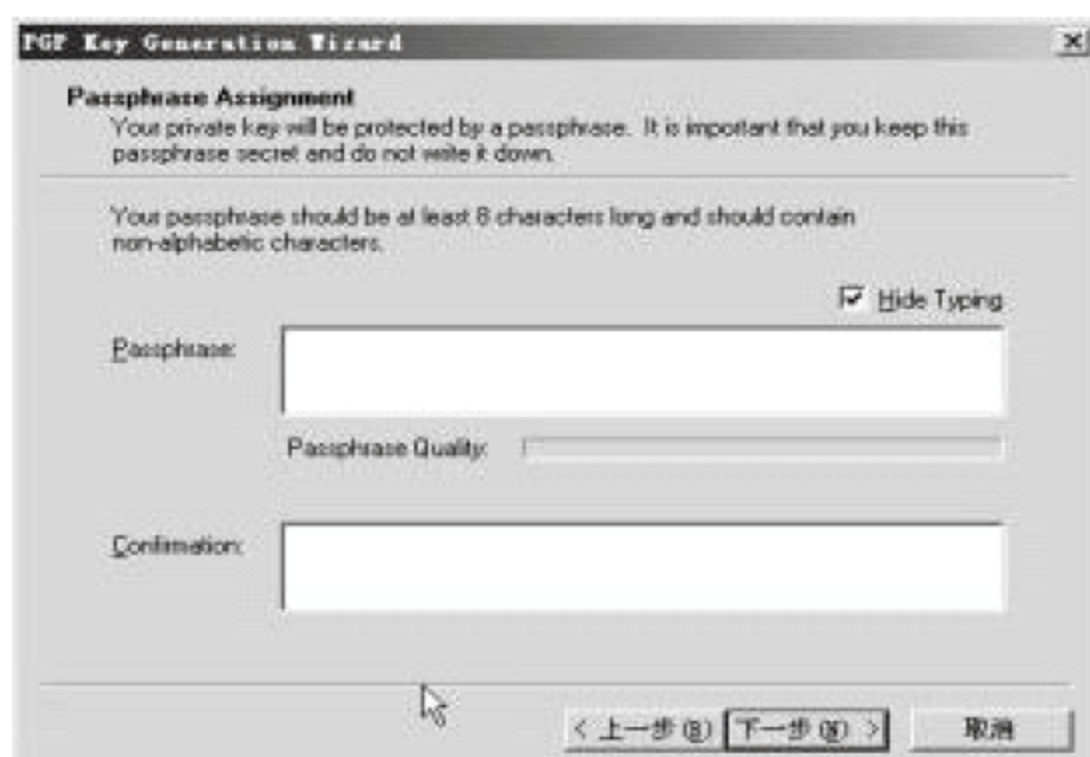 PGP Key Generation Wizard
Passphrase Assignment
Your private key will be protected by a passphrase. It is important that you keep this
passphrase secret and do not write it down.
Your passphrase should be at least 8 characters long and should contain
non-alphabetic characters.
Hide Typing
Passphrase:
Passphrase Quality:
Confirmation:
< 上一步(B) 下一步(N) > 取消